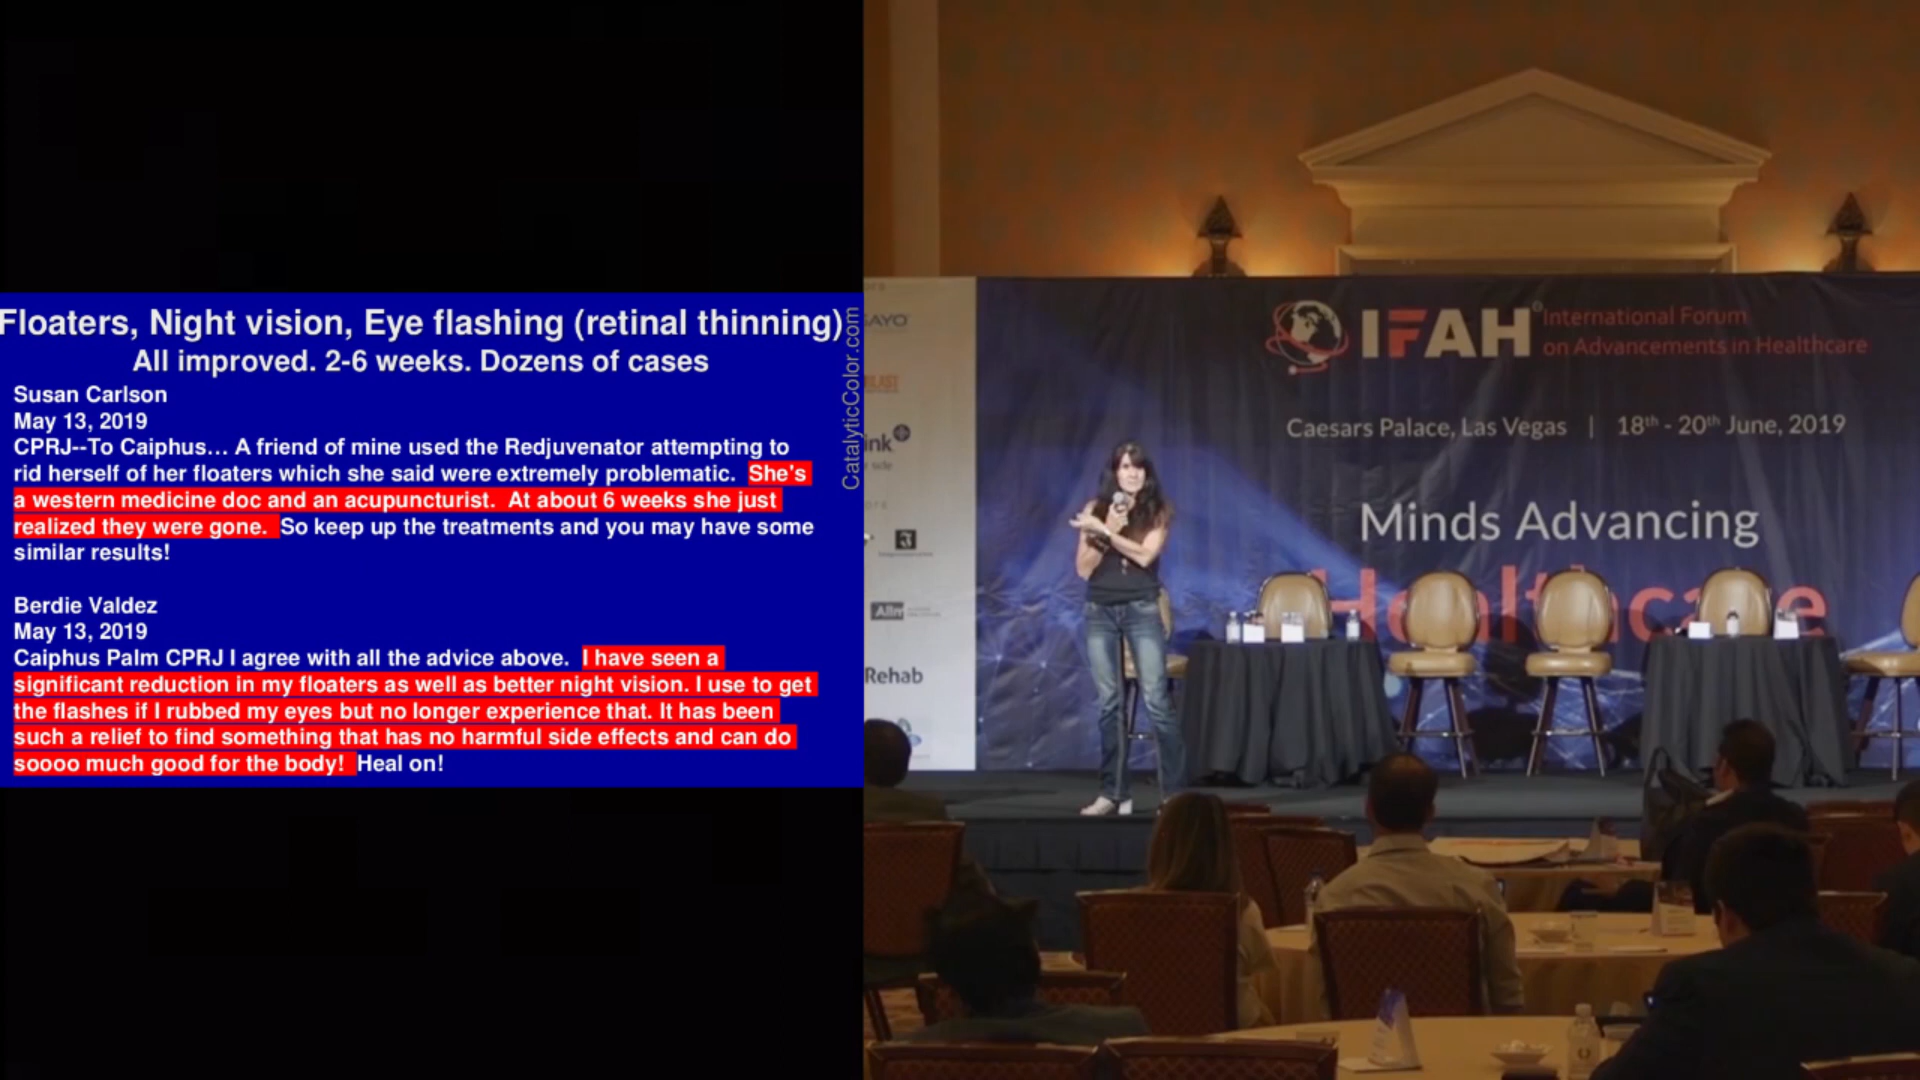 Floaters, Night vision, Eye flashing (retinal thinning)
All improved. 2-6 weeks. Dozens of cases
Susan Carlson
May 13, 2019
CPRJ--To Caiphus... A friend of mine used the Redjuvenator attempting to
rid herself of her floaters which she said were extremely problematic. She's
a western medicine doc and an acupuncturist. At about 6 weeks she just
realized they were gone. So keep up the treatments and you may have some
similar results!
Berdie Valdez
May 13, 2019
Caiphus Palm CPRJ I agree with all the advice above. I have seen a
significant reduction in my floaters as well as better night vision. I use to get
the flashes if I rubbed my eyes but no longer experience that. It has been
such a relief to find something that has no harmful side effects and can do
soooo much good for the body! Heal on!
CatalyticColor.com
IFAH® International Forum
on Advancements in Healthcare
Caesars Palace, Las Vegas | 18th - 20th June, 2019
Minds Advancing
Healthcare
Rehab